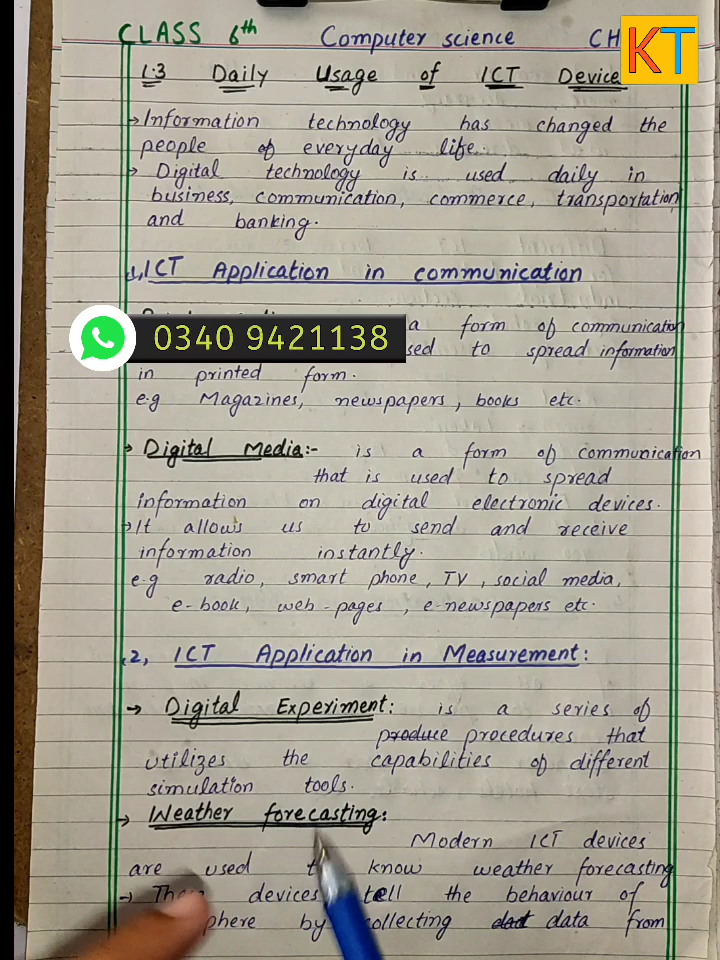 CLASS 6th Computer science CH
KT
1.3 Daily Usage of ICT Device
→ Information technology has changed the
people of everyday life.
→ Digital technology is used daily in
business, communication, commerce, transportation
and banking.
1, ICT Application in communication
a form of communication
0340 9421138
sed to spread information
in printed form.
e.g Magazines, newspapers, books etc.
→ Digital Media:- is a form of communication
that is used to spread
information on digital electronic devices.
→ It allows us to send and receive
information instantly.
e.g radio, smart phone, TV, social media,
e-book, web-pages, e-newspapers etc.
2, ICT Application in Measurement:
→ Digital Experiment: is a series of
procedures that
utilizes the capabilities of different
simulation tools.
→ Weather forecasting:
Modern ICT devices
are used t know weather forecasting
→ devices tell the behaviour of
phere by collecting data from